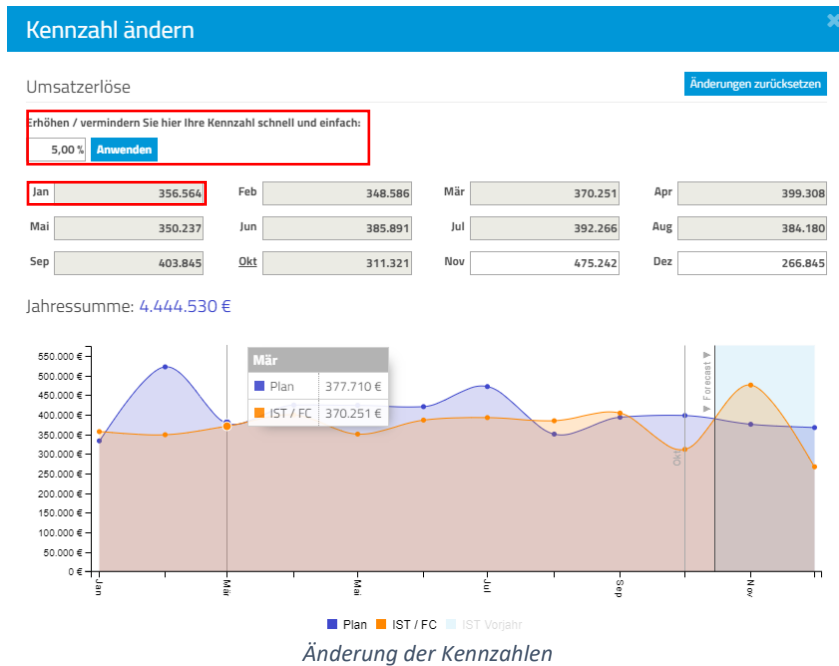 Kennzahl ändern
Umsatzerlöse
Änderungen zurücksetzen
Erhöhen / vermindern Sie hier Ihre Kennzahl schnell und einfach:
5,00 % Anwenden
Jan 356.564 Feb 348.586 Mär 370.251 Apr 399.308
Mai 350.237 Jun 385.891 Jul 392.266 Aug 384.180
Sep 403.845 Okt 311.321 Nov 475.242 Dez 266.845
Jahressumme: 4.444.530 €
550.000 €
500.000 €
450.000 €
400.000 €
350.000 €
300.000 €
250.000 €
200.000 €
150.000 €
100.000 €
50.000 €
0 €
Mär
Plan 377.710 €
IST / FC 370.251 €
Okt
▼ Forecast ▼
Jan Mär Mai Jul Sep Nov
Plan IST / FC IST Vorjahr
Änderung der Kennzahlen